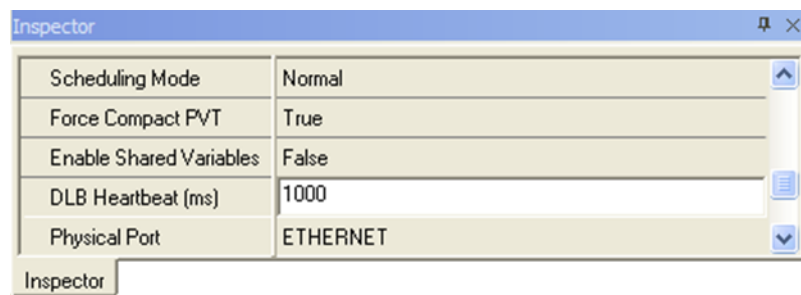 Inspector
Scheduling Mode Normal
Force Compact PVT True
Enable Shared Variables False
DLB Heartbeat (ms) 1000
Physical Port ETHERNET
Inspector